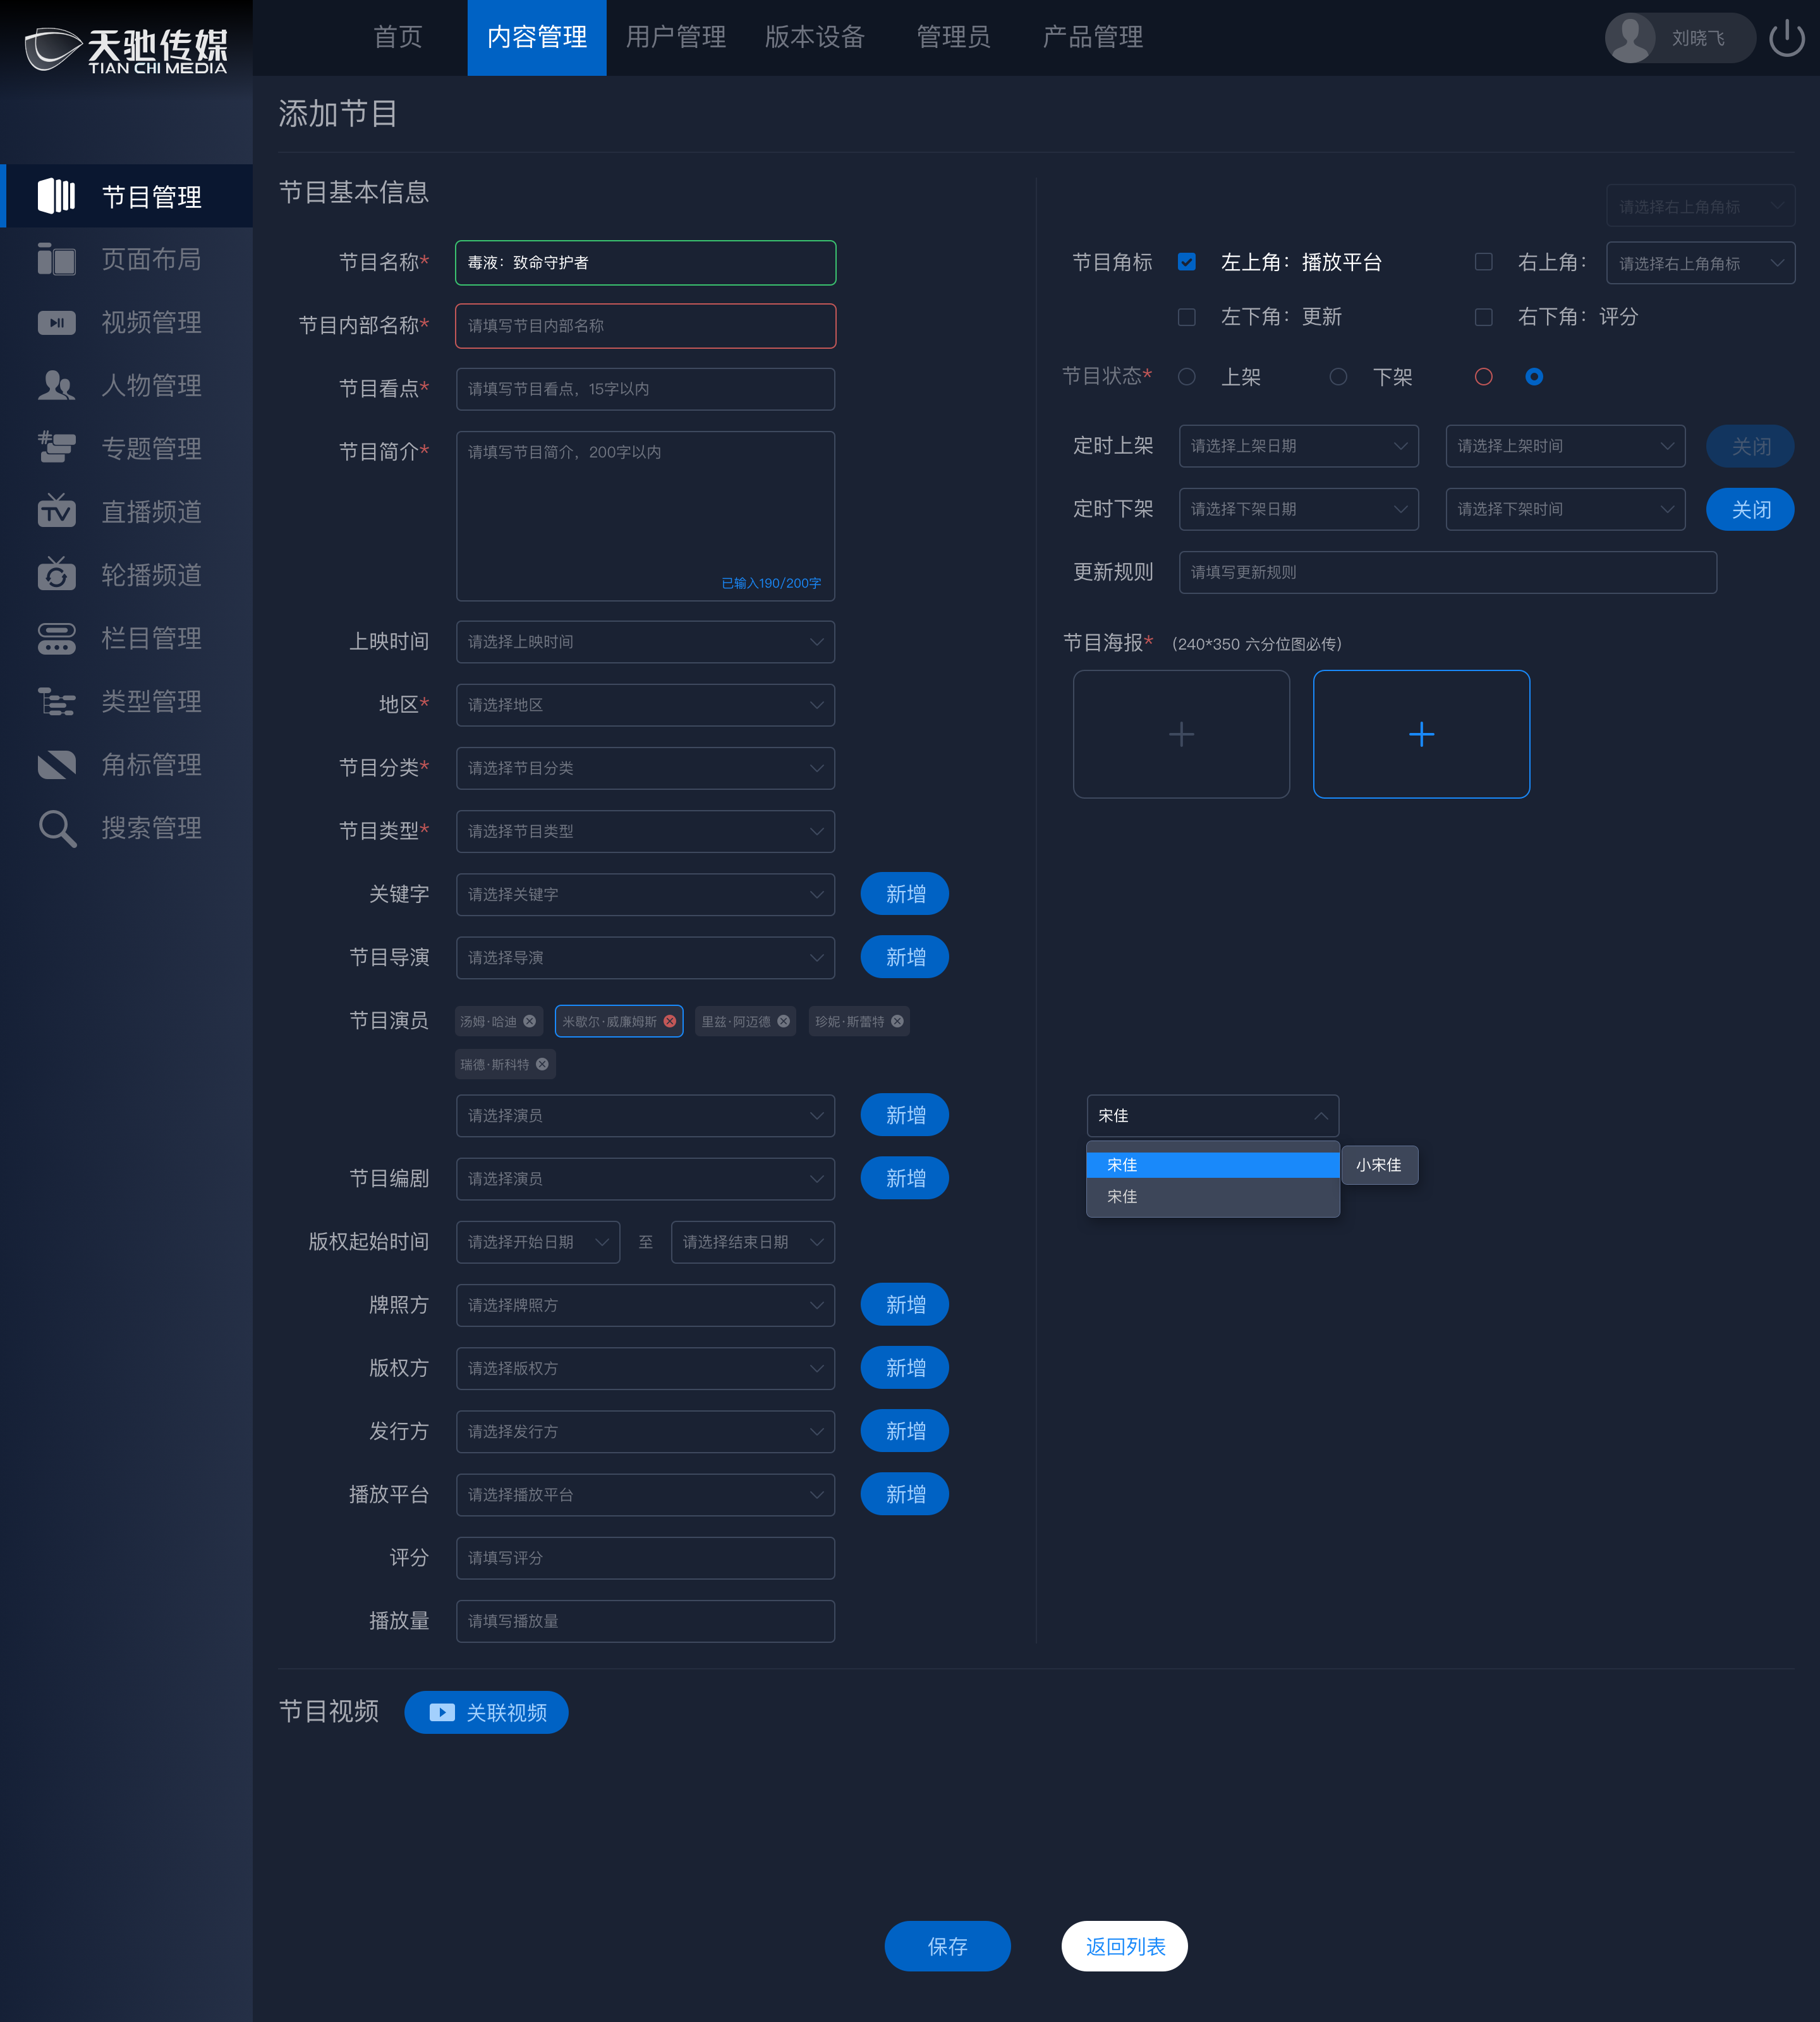 天驰传媒
TIAN CHI MEDIA
首页 内容管理 用户管理 版本设备 管理员 产品管理
刘晓飞
节目管理
页面布局
视频管理
人物管理
专题管理
TV 直播频道
轮播频道
栏目管理
类型管理
角标管理
搜索管理
添加节目
节目基本信息
节目名称* 毒液：致命守护者
节目内部名称* 请填写节目内部名称
节目看点* 请填写节目看点，15字以内
节目简介* 请填写节目简介，200字以内
已输入190/200字
上映时间 请选择上映时间
地区* 请选择地区
节目分类* 请选择节目分类
节目类型* 请选择节目类型
关键字 请选择关键字 新增
节目导演 请选择导演 新增
节目演员 汤姆·哈迪 米歇尔·威廉姆斯 里兹·阿迈德 珍妮·斯蕾特
瑞德·斯科特
请选择演员 新增
节目编剧 请选择演员 新增
版权起始时间 请选择开始日期 至 请选择结束日期
牌照方 请选择牌照方 新增
版权方 请选择版权方 新增
发行方 请选择发行方 新增
播放平台 请选择播放平台 新增
评分 请填写评分
播放量 请填写播放量
请选择右上角角标
节目角标 左上角：播放平台 右上角： 请选择右上角角标
左下角：更新 右下角：评分
节目状态* 上架 下架
定时上架 请选择上架日期 请选择上架时间 关闭
定时下架 请选择下架日期 请选择下架时间 关闭
更新规则 请填写更新规则
节目海报* （240*350 六分位图必传）
宋佳
宋佳 小宋佳
宋佳
节目视频 关联视频
保存 返回列表